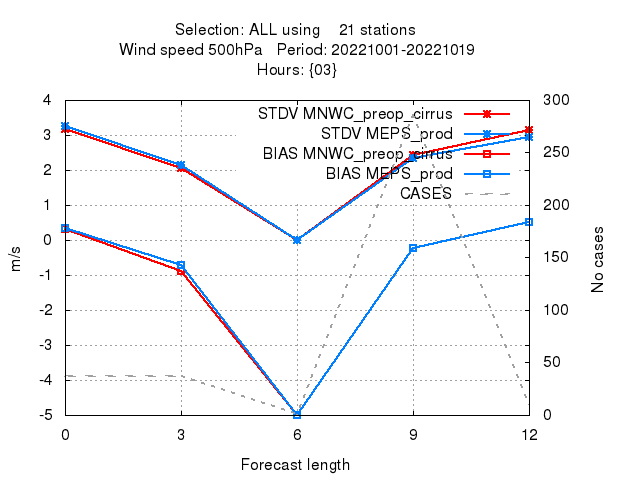 Selection: ALL using 21 stations
Wind speed 500hPa Period: 20221001-20221019
Hours: {03}
STDV MNWC_preop_cirrus
STDV MEPS_prod
BIAS MNWC_preop_cirrus
BIAS MEPS_prod
CASES
4
3
2
1
0
-1
-2
-3
-4
-5
m/s
300
250
200
150
100
50
0
No cases
0 3 6 9 12
Forecast length